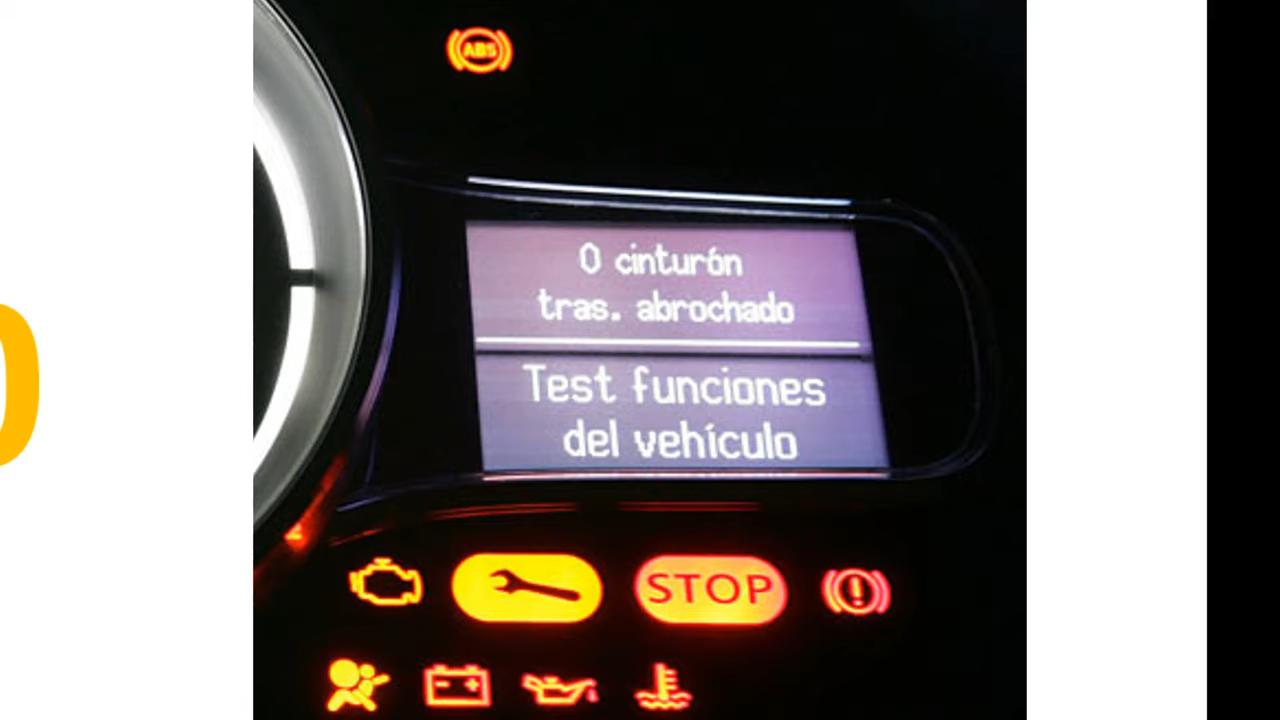 ABS
0 cinturón
tras. abrochado
Test funciones
del vehículo
STOP